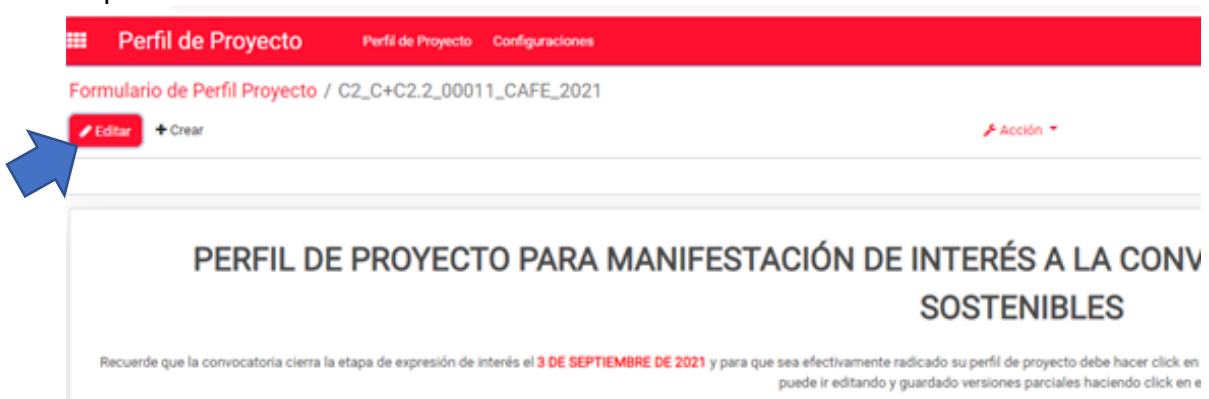 Perfil de Proyecto Perfil de Proyecto Configuraciones
Formulario de Perfil Proyecto / C2_C+C2.2_00011_CAFE_2021
Editar + Crear Acción
PERFIL DE PROYECTO PARA MANIFESTACIÓN DE INTERÉS A LA CONV
SOSTENIBLES
Recuerde que la convocatoria cierra la etapa de expresión de interés el 3 DE SEPTIEMBRE DE 2021 y para que sea efectivamente radicado su perfil de proyecto debe hacer click en
puede ir editando y guardado versiones parciales haciendo click en e